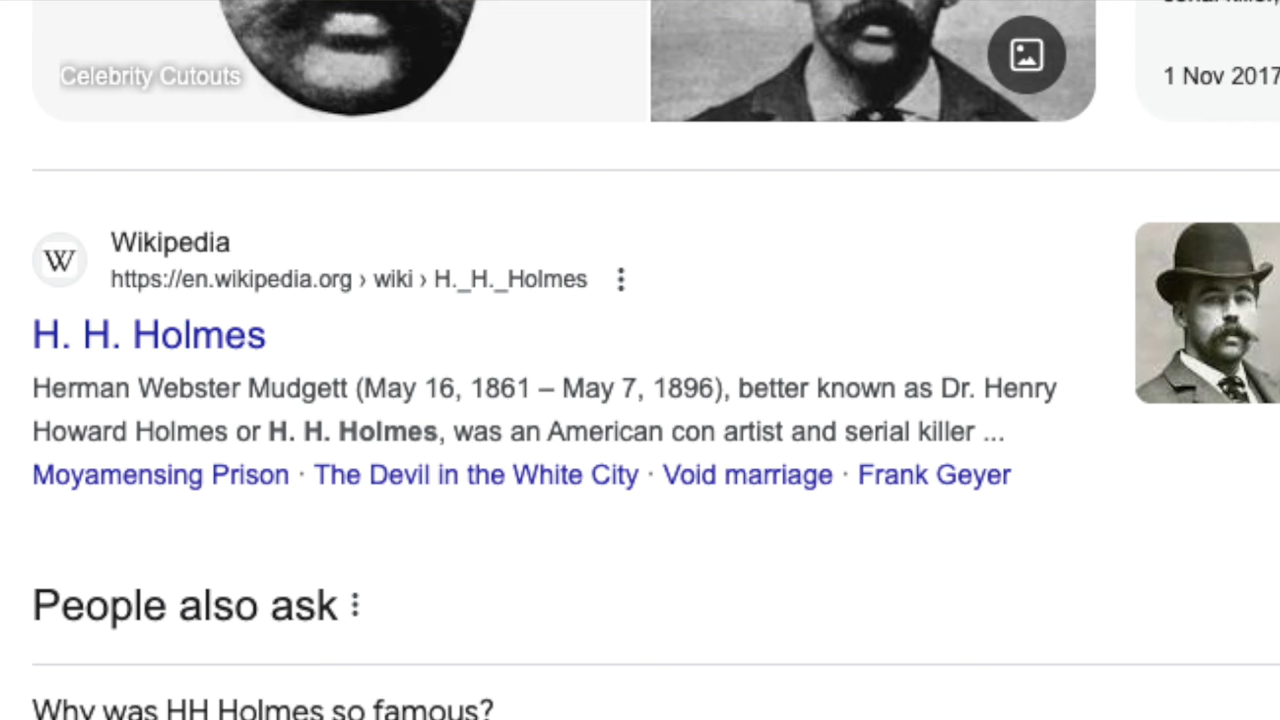 Celebrity Cutouts
1 Nov 2017
W
Wikipedia
https://en.wikipedia.org › wiki › H._H._Holmes
H. H. Holmes
Herman Webster Mudgett (May 16, 1861 – May 7, 1896), better known as Dr. Henry
Howard Holmes or H. H. Holmes, was an American con artist and serial killer ...
Moyamensing Prison · The Devil in the White City · Void marriage · Frank Geyer
People also ask
Why was HH Holmes so famous?